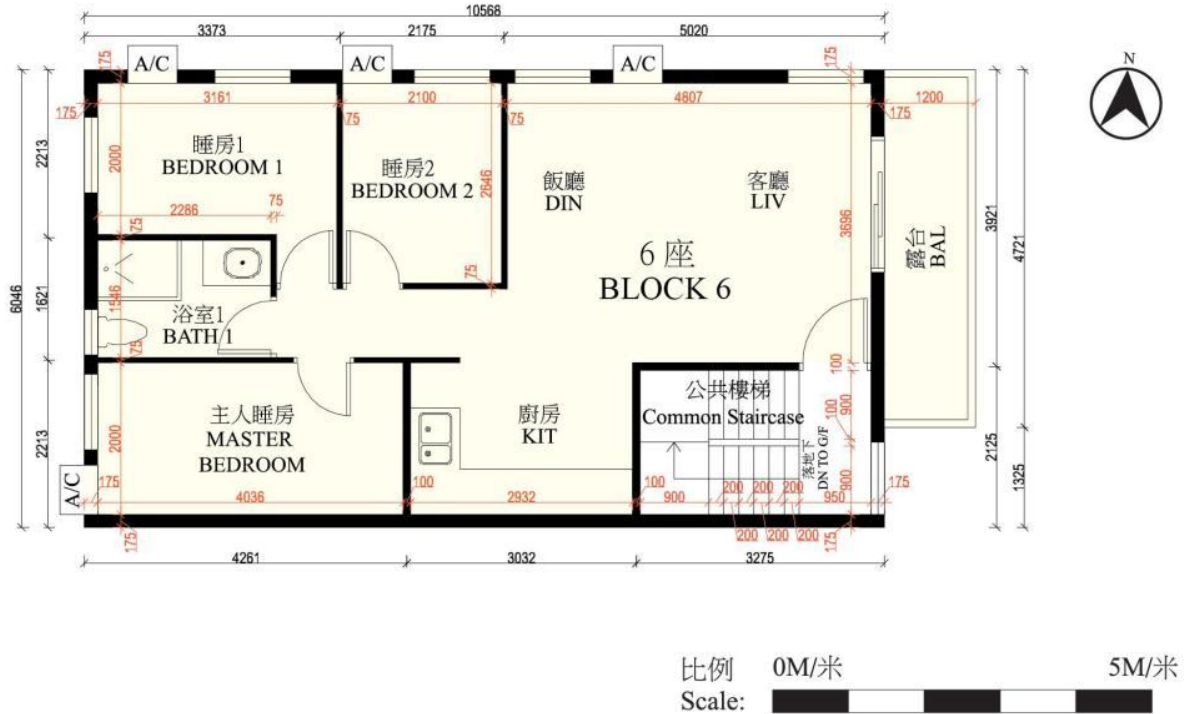 10568
3373
2175
5020
A/C
A/C
A/C
N
175
175
3161
2100
4807
1200
175
75
75
175
2213
2000
睡房1
BEDROOM 1
睡房2
BEDROOM 2
2646
飯廳
DIN
客廳
LIV
3696
露台
BAL
3921
4721
2286
75
75
75
6座
BLOCK 6
6046
1621
1546
浴室1
BATH 1
75
100
公共樓梯
Common Staircase
100
900
主人睡房
MASTER
BEDROOM
廚房
KIT
落地下
DN TO G/F
2213
2000
2125
1325
A/C
175
4036
100
2932
100
900
200
200
200
950
900
175
175
200
200
200
175
4261
3032
3275
比例
Scale:
0M/米
5M/米